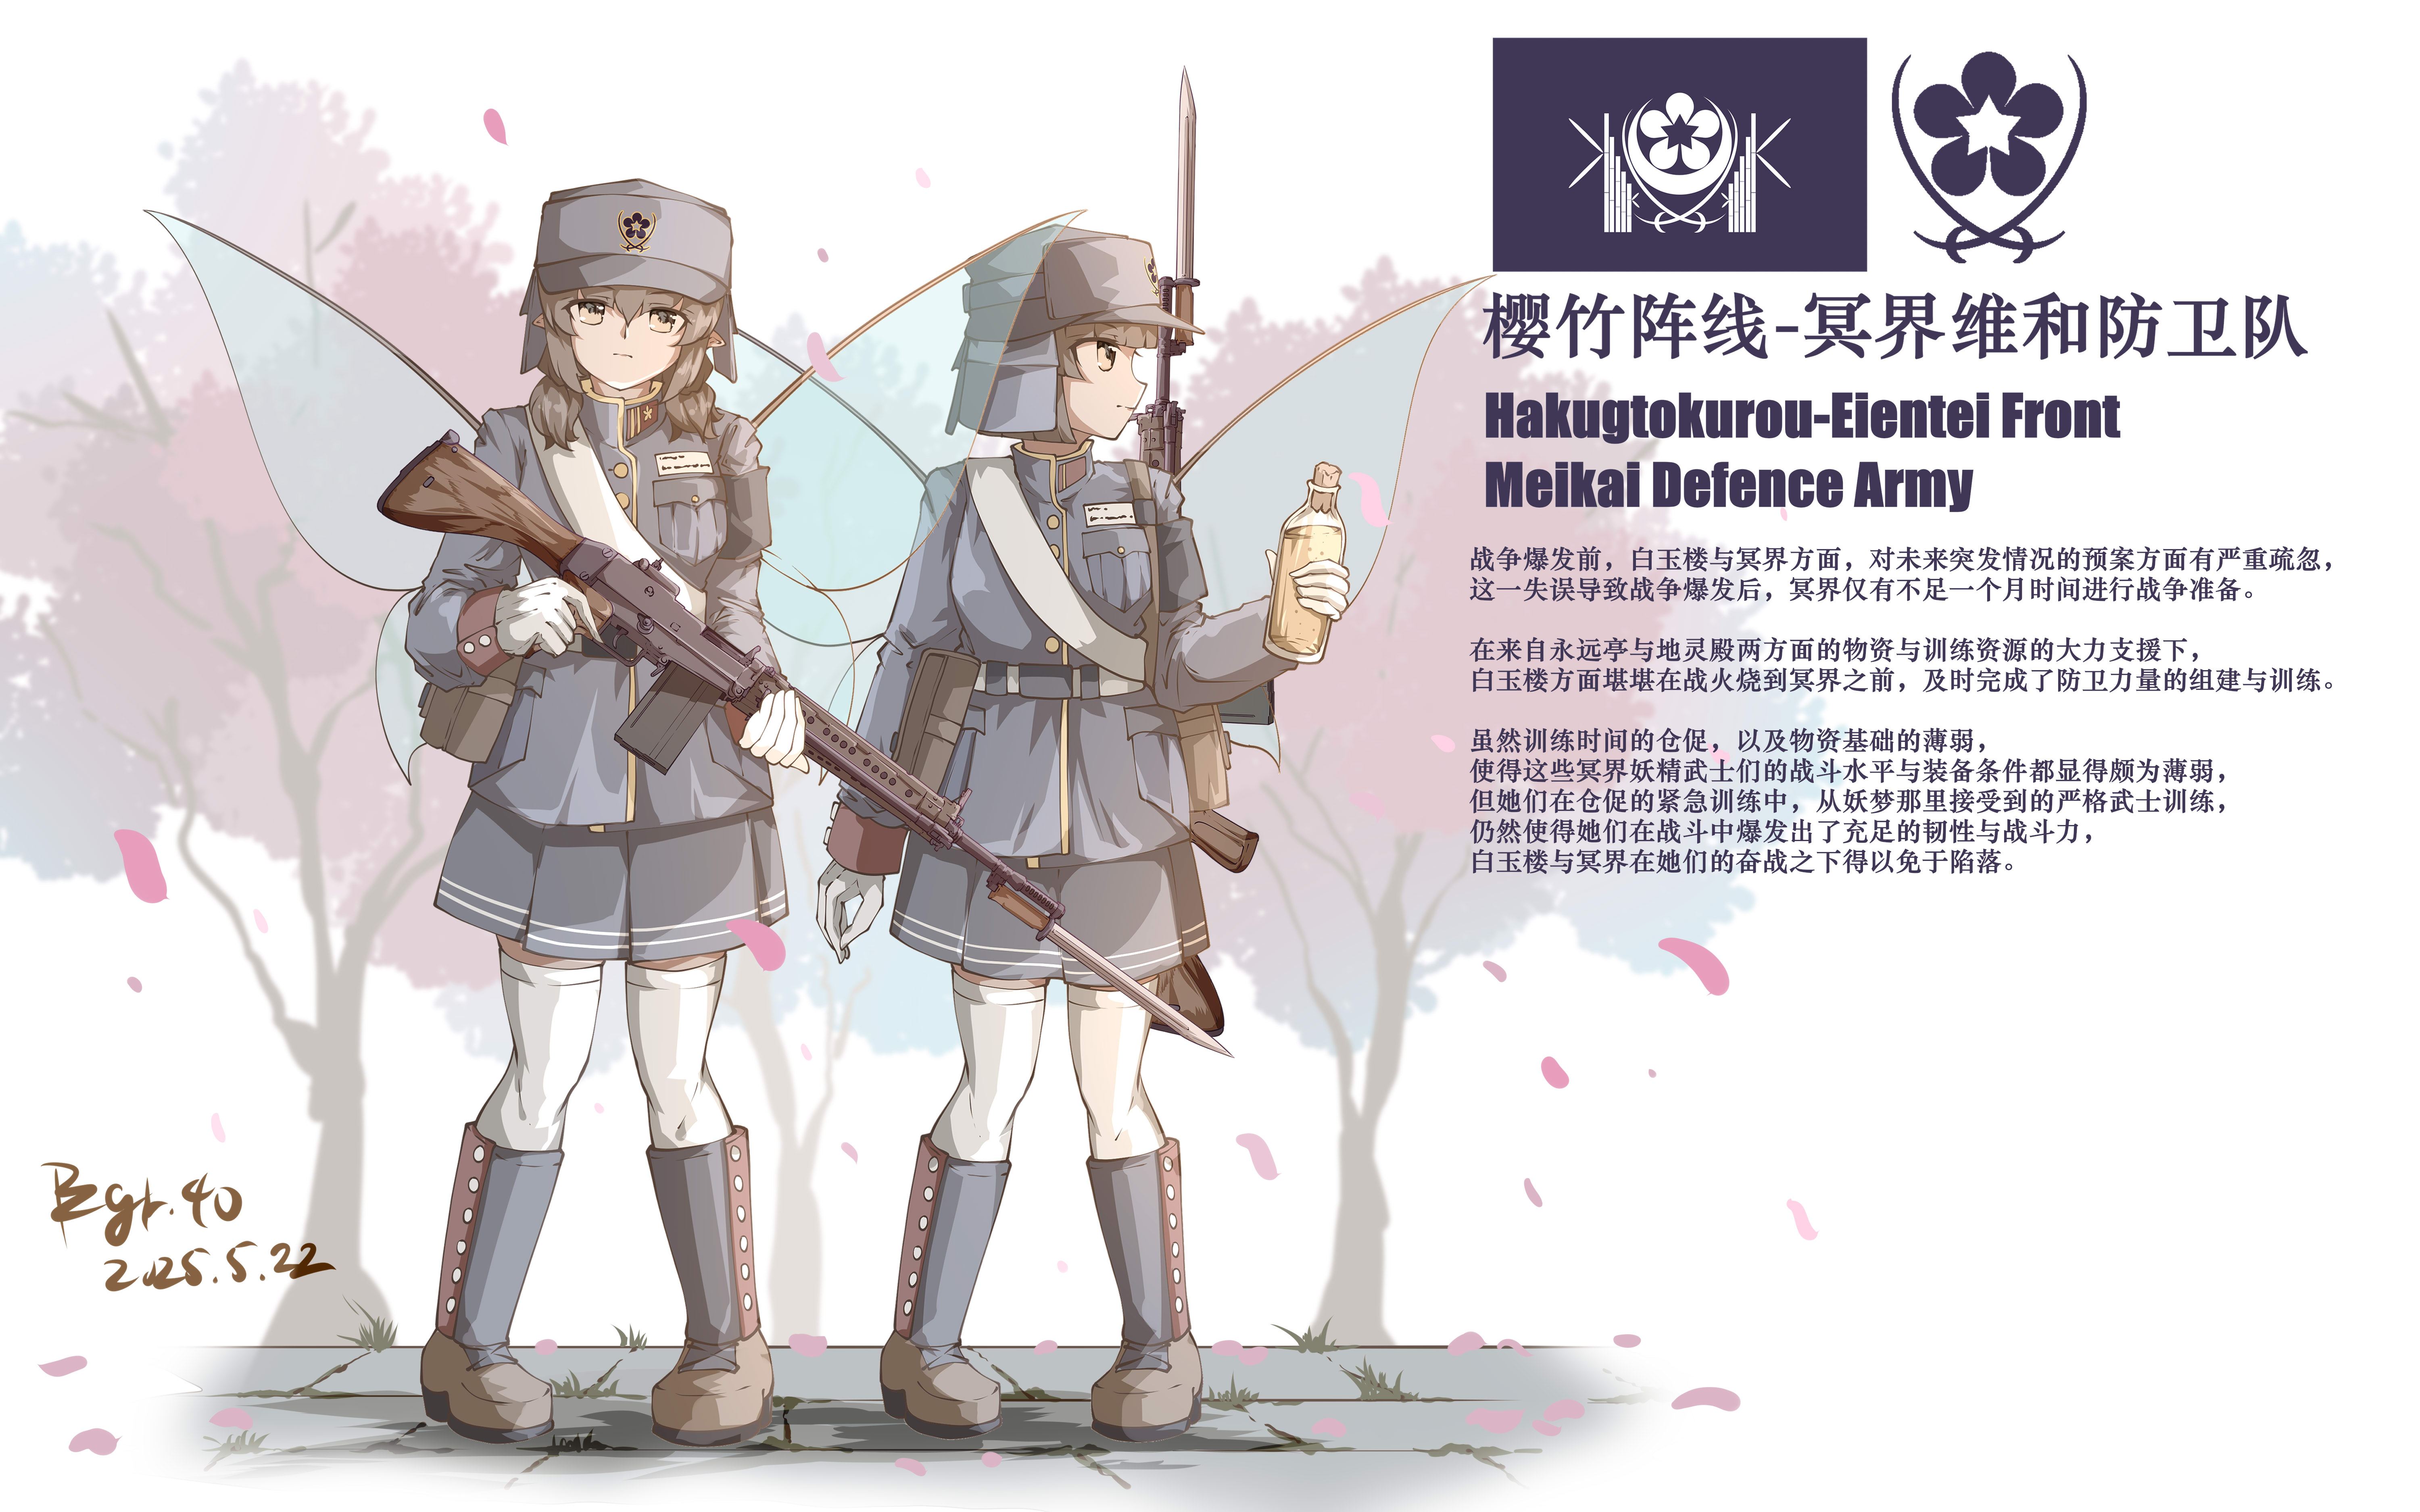 樱竹阵线-冥界维和防卫队
Hakugtokurou-Eientei Front
Meikai Defence Army
战争爆发前，白玉楼与冥界方面，对未来突发情况的预案方面有严重疏忽，
这一失误导致战争爆发后，冥界仅有不足一个月时间进行战争准备。
在来自永远亭与地灵殿两方面的物资与训练资源的大力支援下，
白玉楼方面堪堪在战火烧到冥界之前，及时完成了防卫力量的组建与训练。
虽然训练时间的仓促，以及物资基础的薄弱，
使得这些冥界妖精武士们的战斗水平与装备条件都显得颇为薄弱，
但她们在仓促的紧急训练中，从妖梦那里接受到的严格武士训练，
仍然使得她们在战斗中爆发出了充足的韧性与战斗力，
白玉楼与冥界在她们的奋战之下得以免于陷落。
Bgr.40
2025.5.22